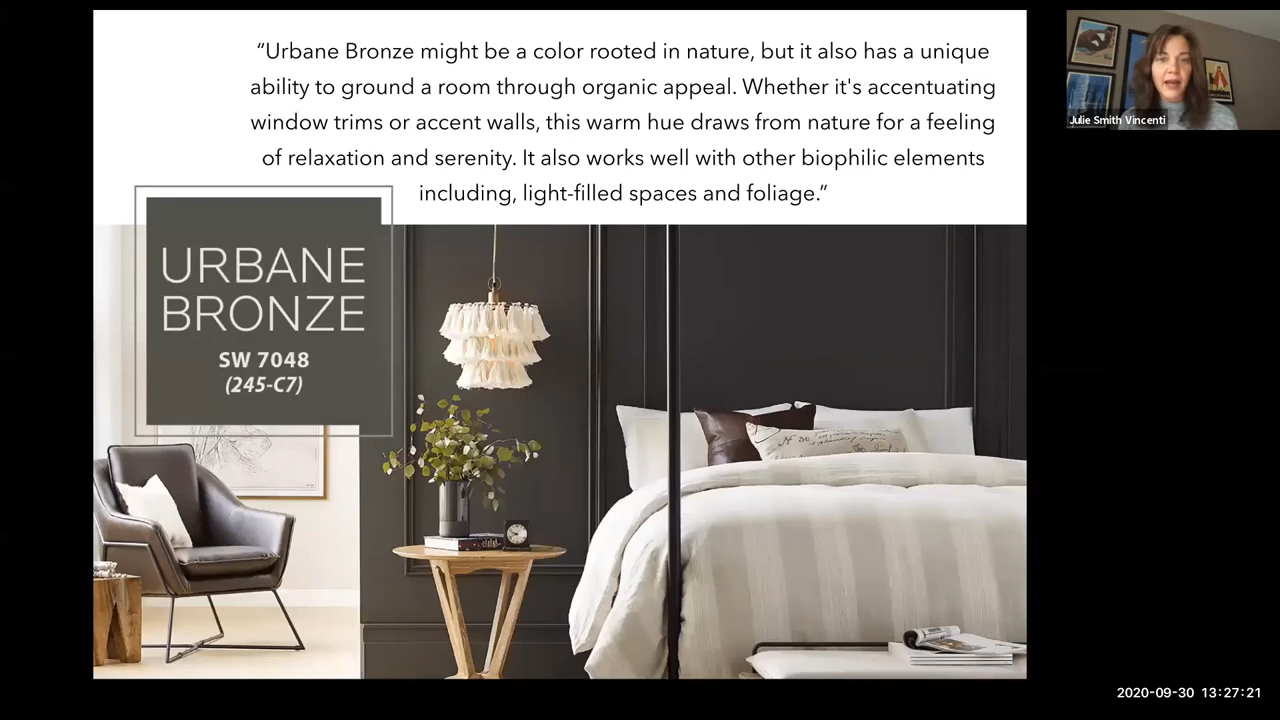 “Urbane Bronze might be a color rooted in nature, but it also has a unique
ability to ground a room through organic appeal. Whether it's accentuating
window trims or accent walls, this warm hue draws from nature for a feeling
of relaxation and serenity. It also works well with other biophilic elements
including, light-filled spaces and foliage.”
URBANE
BRONZE
SW 7048
(245-C7)
Julie Smith Vincenti
2020-09-30 13:27:21